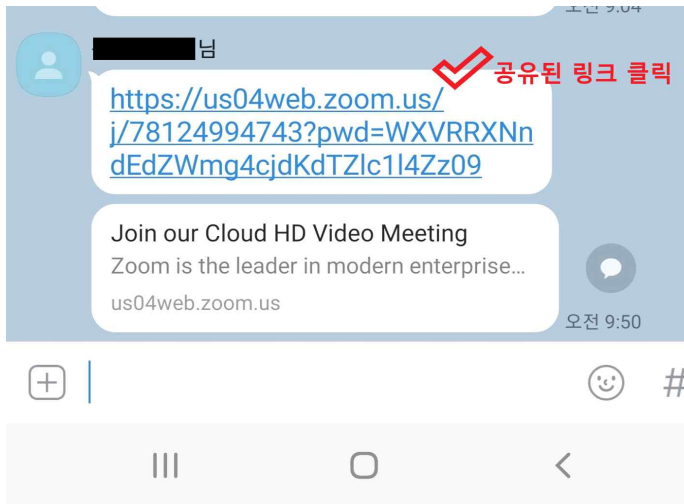 오전 9:04
님
공유된 링크 클릭
https://us04web.zoom.us/
j/78124994743?pwd=WXVRRXNn
dEdZWmg4cjdKdTZlc1l4Zz09
Join our Cloud HD Video Meeting
Zoom is the leader in modern enterprise...
us04web.zoom.us
오전 9:50
#